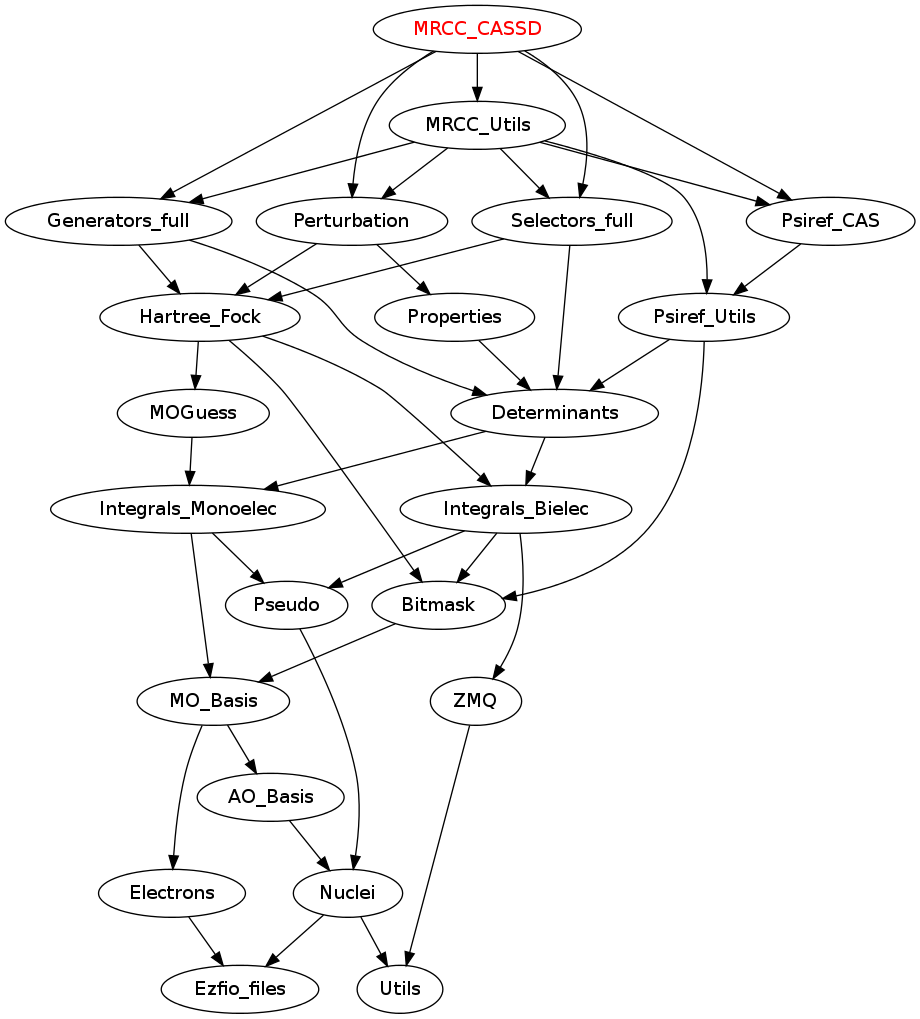 MRCC_CASSD
MRCC_Utils
Generators_full
Perturbation
Selectors_full
Psiref_CAS
Hartree_Fock
Properties
Psiref_Utils
MOGuess
Determinants
Integrals_Monoelec
Integrals_Bielec
Pseudo
Bitmask
MO_Basis
ZMQ
AO_Basis
Electrons
Nuclei
Ezfio_files
Utils